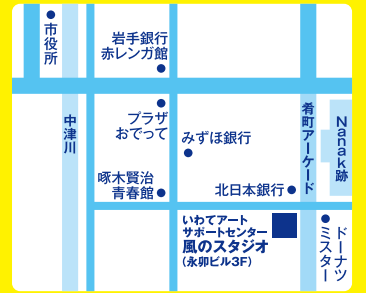 市役所
岩手銀行
赤レンガ館
中津川
プラザ
おでって
みずほ銀行
肴町アーケード
Nanak跡
啄木賢治
青春館
北日本銀行
いわてアート
サポートセンター
風のスタジオ
(永卯ビル3F)
ドーナツ
ミスター